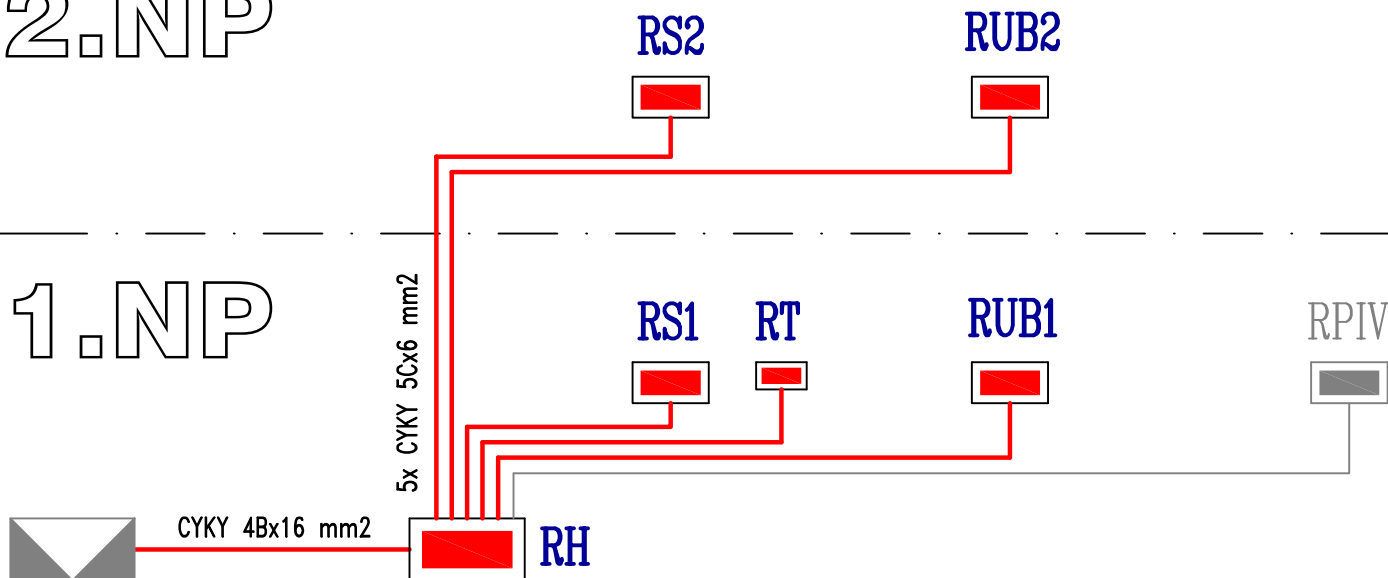 2.NP
RS2
RUB2
1.NP
5x CYKY 5Cx6 mm2
RS1
RT
RUB1
RPIV
CYKY 4Bx16 mm2
RH